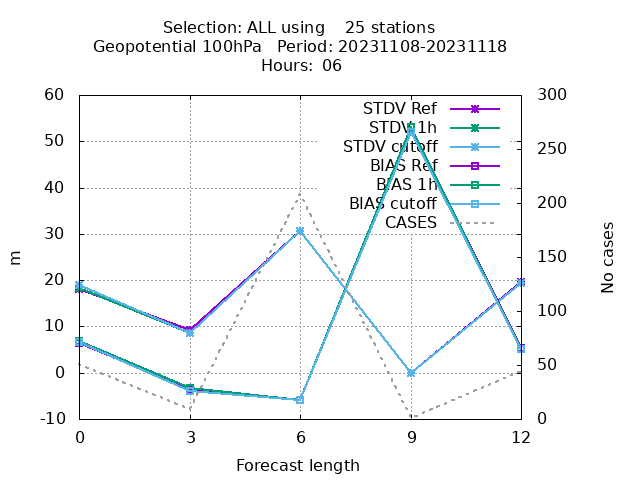 Selection: ALL using    25 stations
Geopotential 100hPa   Period: 20231108-20231118
Hours: 06
60
50
40
30
20
10
0
-10
m
300
250
200
150
100
50
0
No cases
STDV Ref
STDV 1h
STDV cutoff
BIAS Ref
BIAS 1h
BIAS cutoff
CASES
0 3 6 9 12
Forecast length